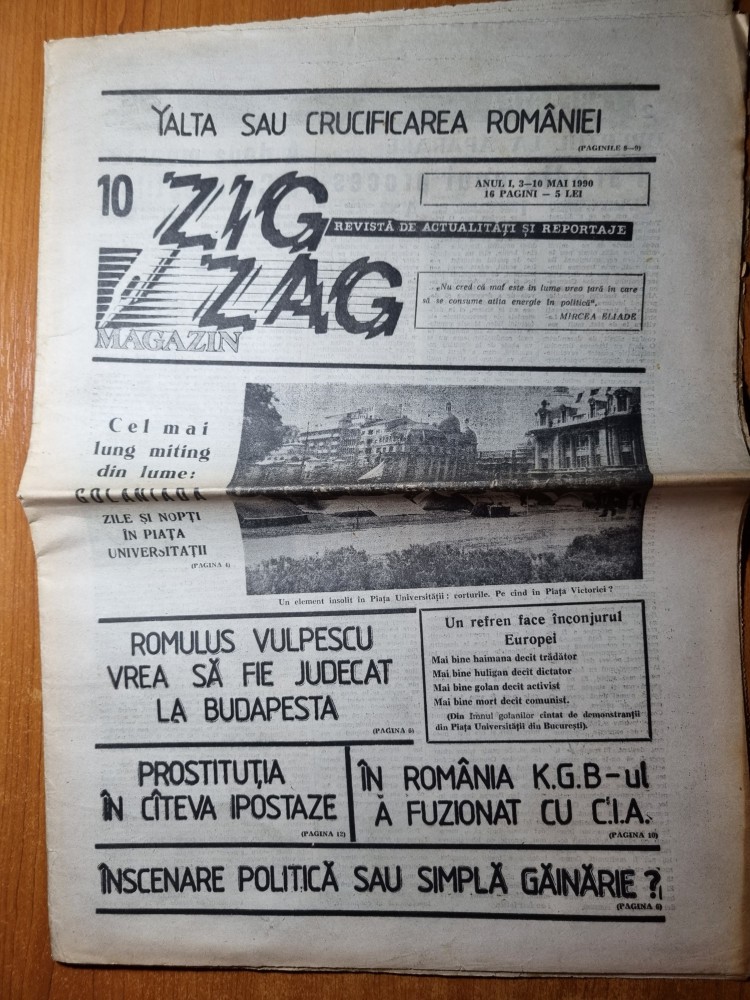 YALTA SAU CRUCIFICAREA ROMÂNIEI
(PAGINILE 8—9)
10
ZIG
ZAG
MAGAZIN
ANUL I, 3—10 MAI 1990
16 PAGINI — 5 LEI
REVISTĂ DE ACTUALITĂȚI ȘI REPORTAJE
„Nu cred că mai este în lume vreo țară în care
să se consume atîta energie în politică".
MIRCEA ELIADE
Cel mai
lung miting
din lume:
GOLANIADA
ZILE ȘI NOPȚI
ÎN PIAȚA
UNIVERSITĂȚII
(PAGINA 4)
Un element insolit în Piața Universității: corturile. Pe cînd în Piața Victoriei?
ROMULUS VULPESCU
VREA SĂ FIE JUDECAT
LA BUDAPESTA
(PAGINA 6)
Un refren face înconjurul
Europei
Mai bine haimana decît trădător
Mai bine huligan decît dictator
Mai bine golan decît activist
Mai bine mort decît comunist.
(Din Imnul golanilor cîntat de demonstranții
din Piața Universității din București).
PROSTITUȚIA
ÎN CÎTEVA IPOSTAZE
(PAGINA 12)
ÎN ROMÂNIA K.G.B-ul
A FUZIONAT CU C.I.A.
(PAGINA 10)
ÎNSCENARE POLITICĂ SAU SIMPLĂ GĂINĂRIE?
(PAGINA 6)